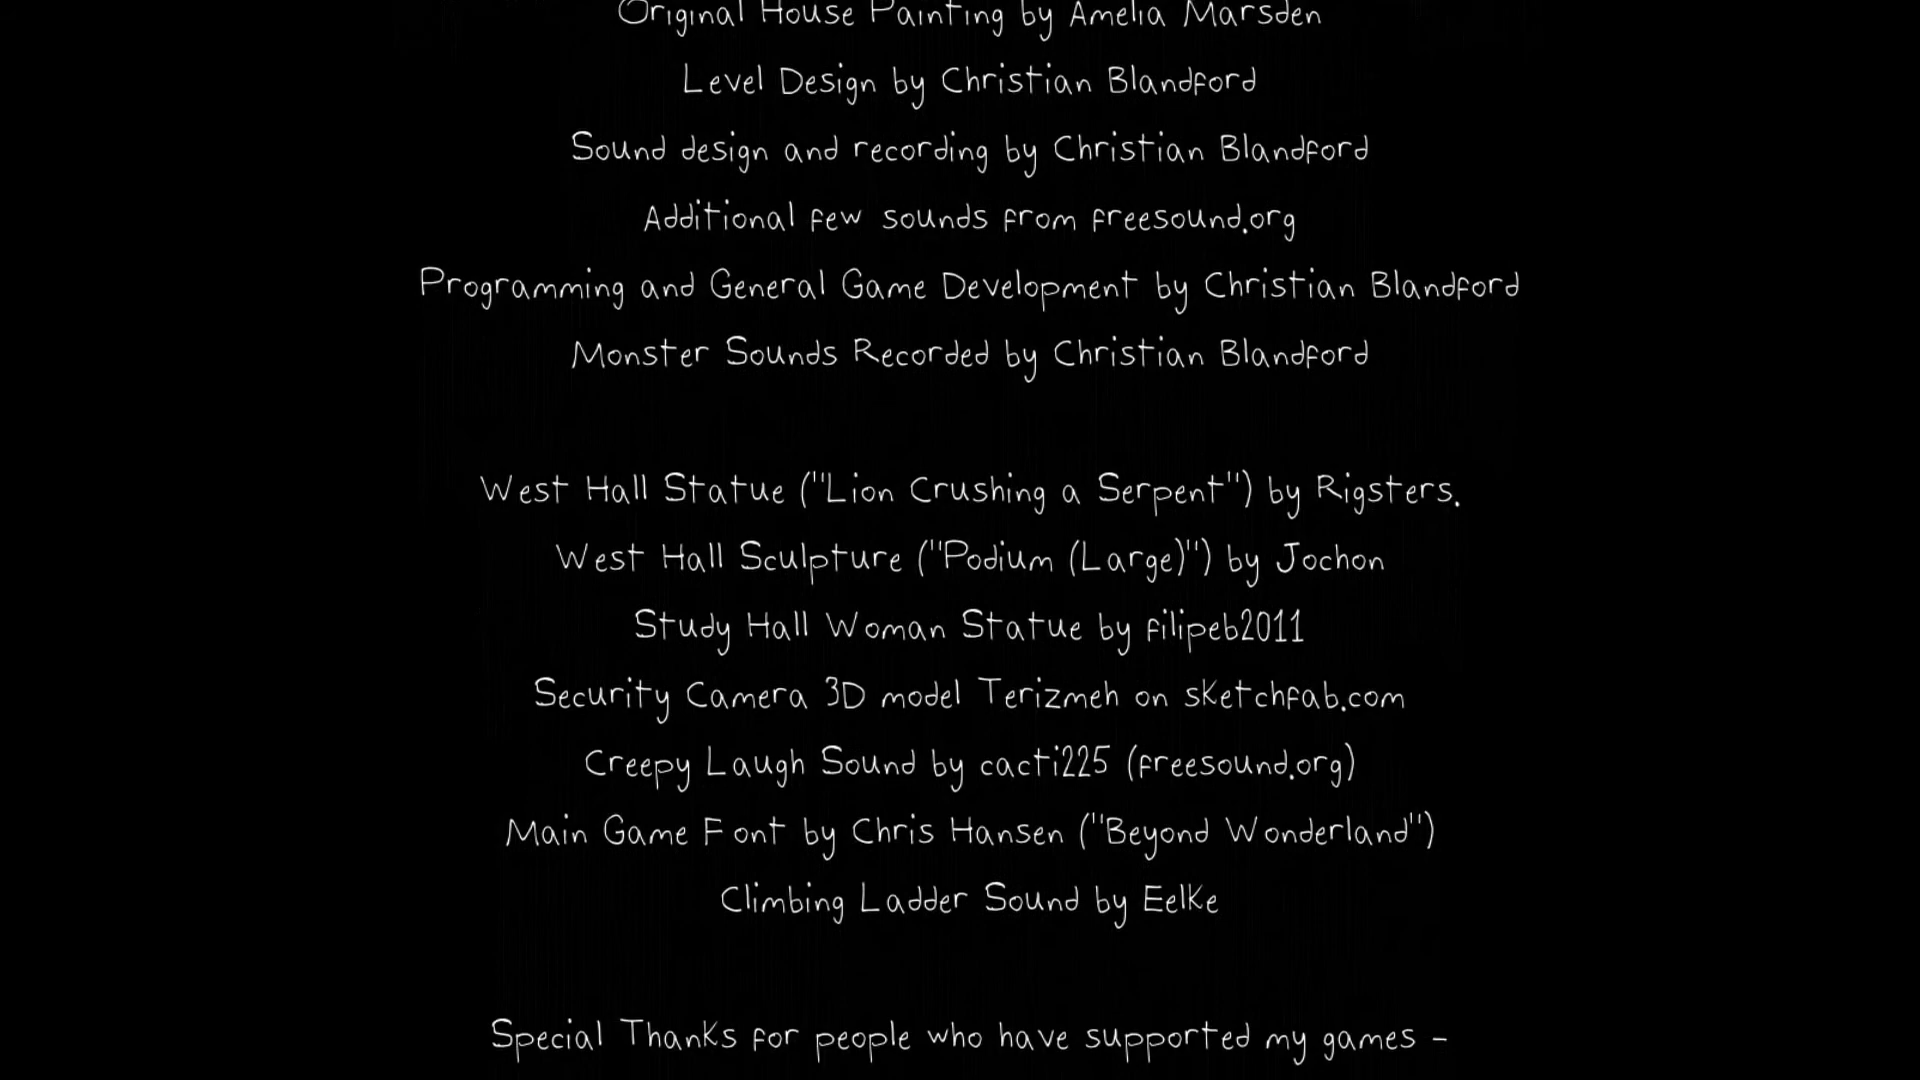 Original House Painting by Amelia Marsden
Level Design by Christian Blandford
Sound design and recording by Christian Blandford
Additional few sounds from freesound.org
Programming and General Game Development by Christian Blandford
Monster Sounds Recorded by Christian Blandford
West Hall Statue ("Lion Crushing a Serpent") by Rigsters.
West Hall Sculpture ("Podium (Large)") by Jochon
Study Hall Woman Statue by filipeb2011
Security Camera 3D model Terizmeh on sketchfab.com
Creepy Laugh Sound by cacti225 (freesound.org)
Main Game Font by Chris Hansen ("Beyond Wonderland")
Climbing Ladder Sound by Eelke
Special Thanks for people who have supported my games -